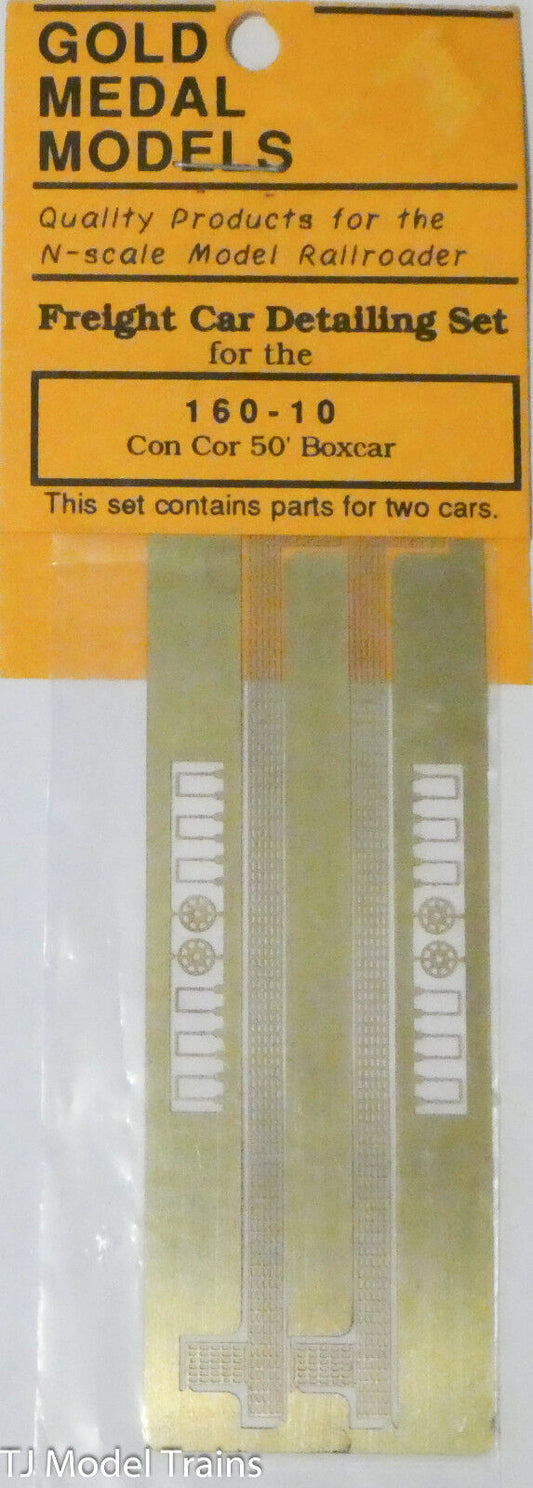 GOLD
MEDAL
MODELS
Quality Products for the
N-scale Model Railroader
Freight Car Detailing Set
for the
160-10
Con Cor 50' Boxcar
This set contains parts for two cars.
TJ Model Trains